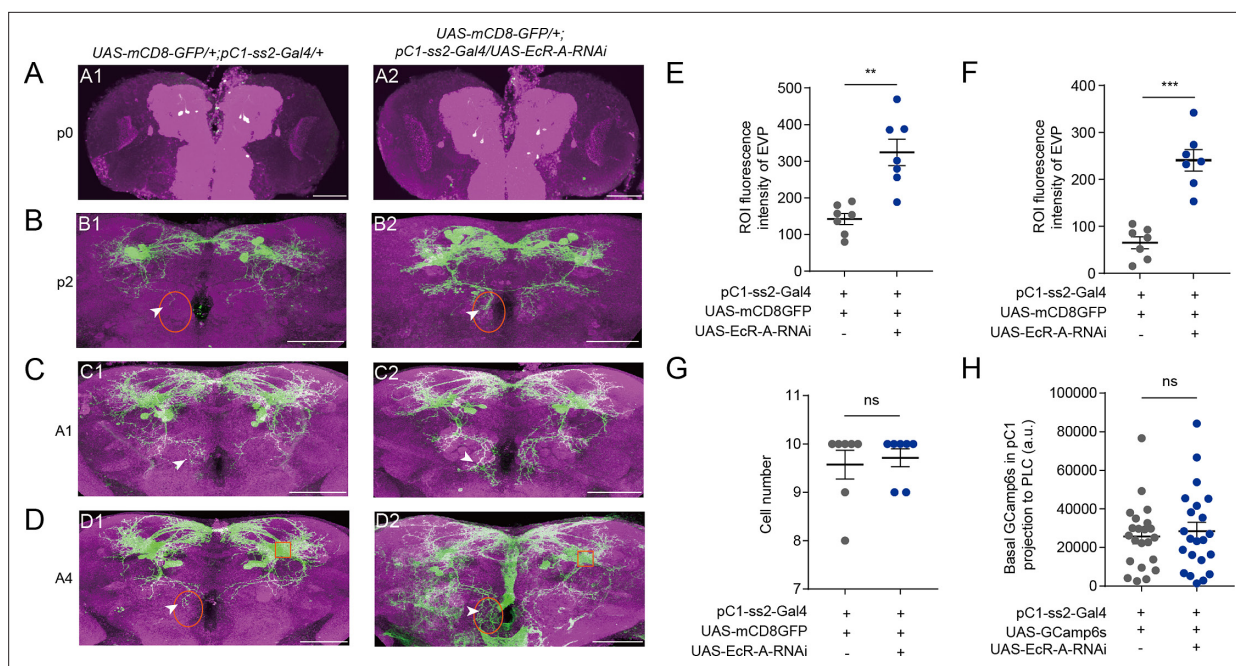 UAS-mCD8-GFP/+;pC1-ss2-Gal4/+
UAS-mCD8-GFP/+;
pC1-ss2-Gal4/UAS-EcR-A-RNAi
A
A1
A2
p0
B
B1
B2
p2
C
C1
C2
A1
D
D1
D2
A4
E
**
ROI fluorescence
intensity of EVP
500
400
300
200
100
0
pC1-ss2-Gal4 + +
UAS-mCD8GFP + +
UAS-EcR-A-RNAi - +
F
***
ROI fluorescence
intensity of EVP
400
300
200
100
0
pC1-ss2-Gal4 + +
UAS-mCD8GFP + +
UAS-EcR-A-RNAi - +
G
ns
Cell number
11
10
9
8
7
pC1-ss2-Gal4 + +
UAS-mCD8GFP + +
UAS-EcR-A-RNAi - +
H
ns
Basal GCamp6s in pC1
projection to PLC (a.u.)
100000
80000
60000
40000
20000
0
pC1-ss2-Gal4 + +
UAS-GCamp6s + +
UAS-EcR-A-RNAi - +